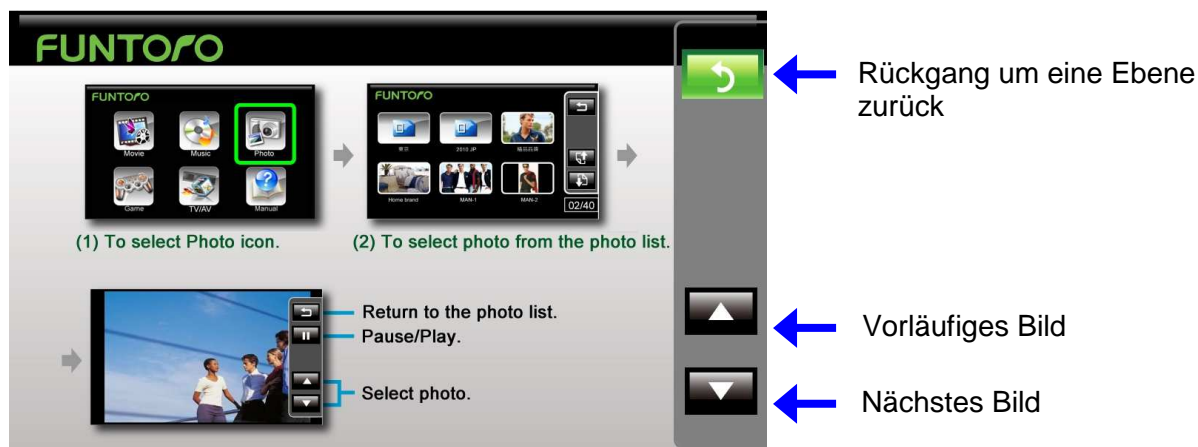 FUNTORO
Rückgang um eine Ebene
zurück
FUNTORO
Movie
Music
Photo
Game
TV/AV
Manual
FUNTORO
東京
2010 JP
Home brand
MAN-1
MAN-2
02/40
(1) To select Photo icon.
(2) To select photo from the photo list.
Return to the photo list.
Pause/Play.
Select photo.
Vorläufiges Bild
Nächstes Bild